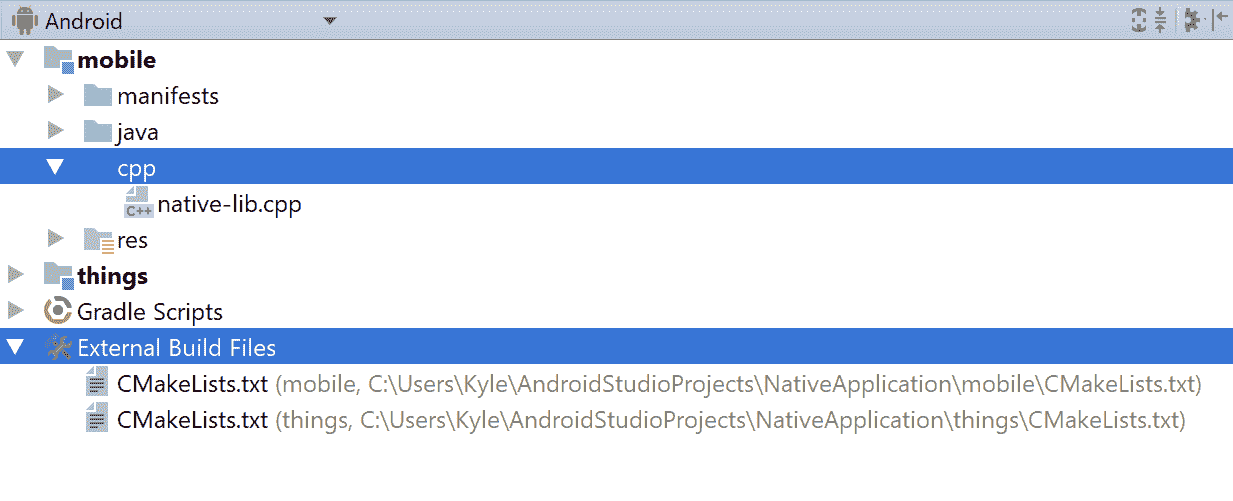 Android
mobile
manifests
java
cpp
C++ native-lib.cpp
res
things
Gradle Scripts
External Build Files
CMakeLists.txt (mobile, C:\Users\Kyle\AndroidStudioProjects\NativeApplication\mobile\CMakeLists.txt)
CMakeLists.txt (things, C:\Users\Kyle\AndroidStudioProjects\NativeApplication\things\CMakeLists.txt)